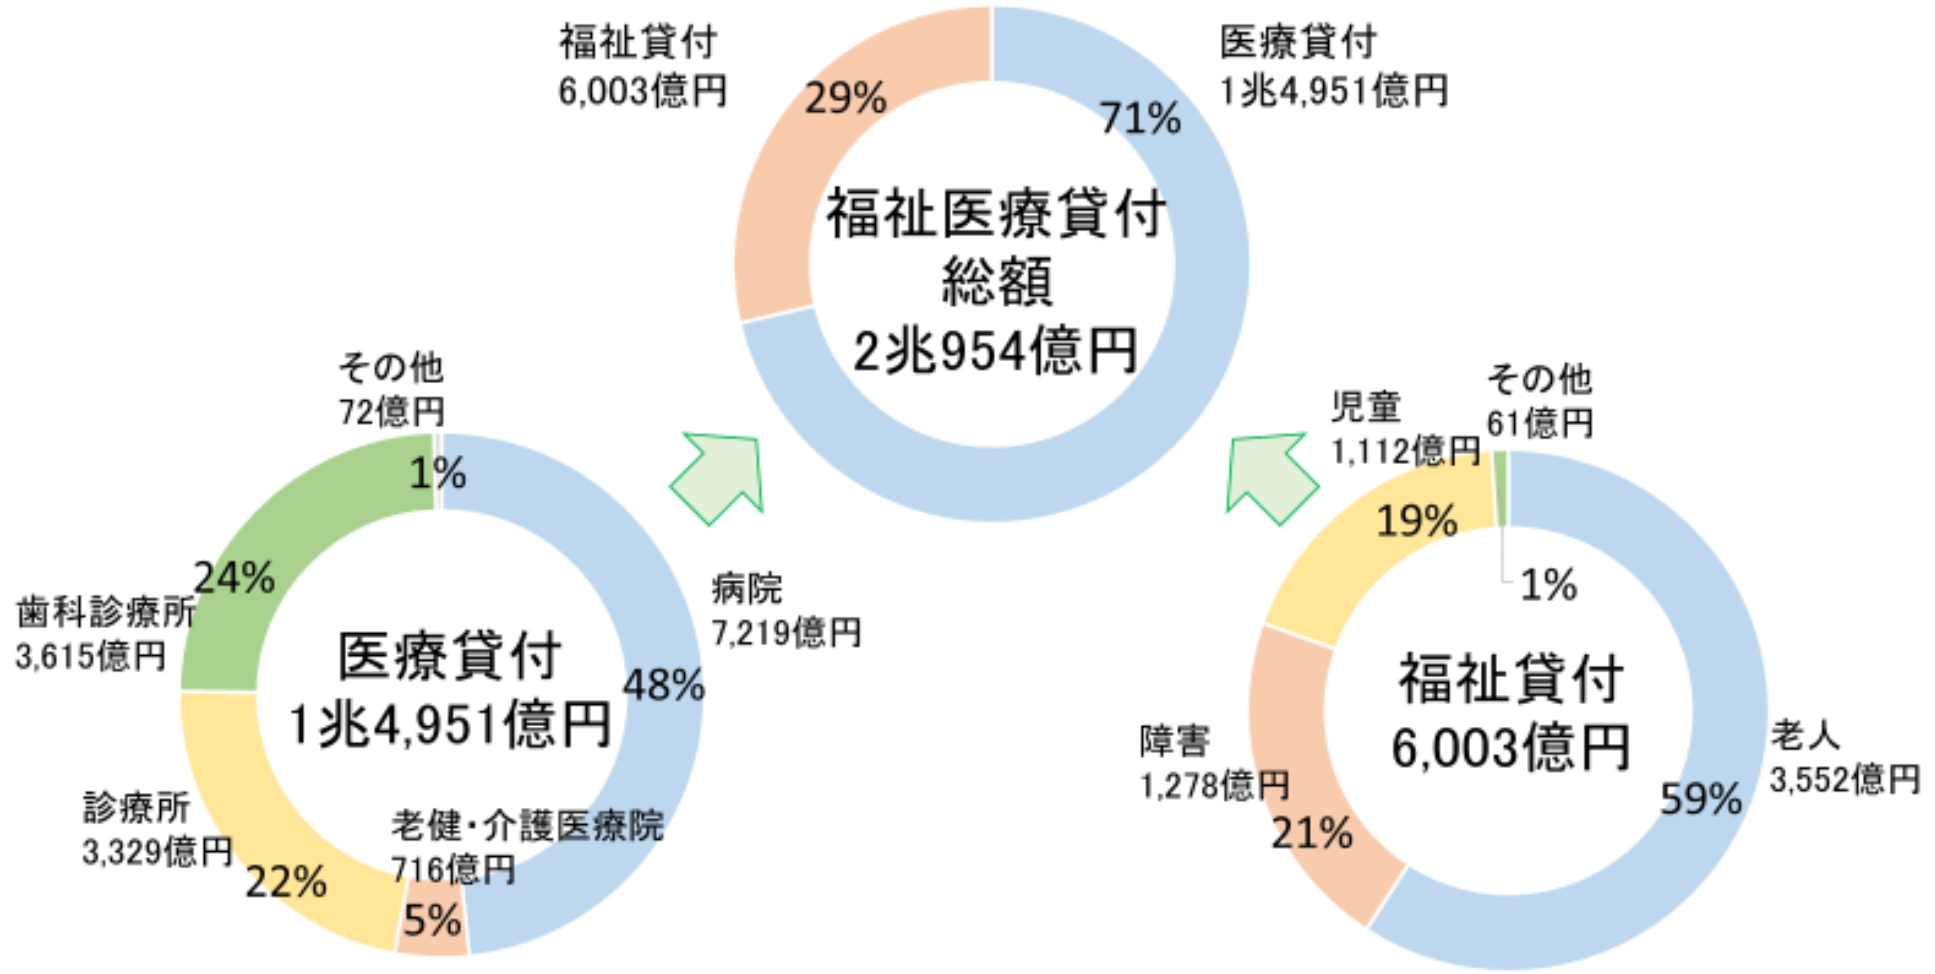 福祉貸付
6,003億円
29%
医療貸付
1兆4,951億円
71%
福祉医療貸付
総額
2兆954億円
その他
72億円
1%
24%
歯科診療所
3,615億円
病院
7,219億円
48%
医療貸付
1兆4,951億円
診療所
3,329億円
22%
老健・介護医療院
716億円
5%
児童
1,112億円
19%
その他
61億円
1%
福祉貸付
6,003億円
障害
1,278億円
21%
老人
3,552億円
59%